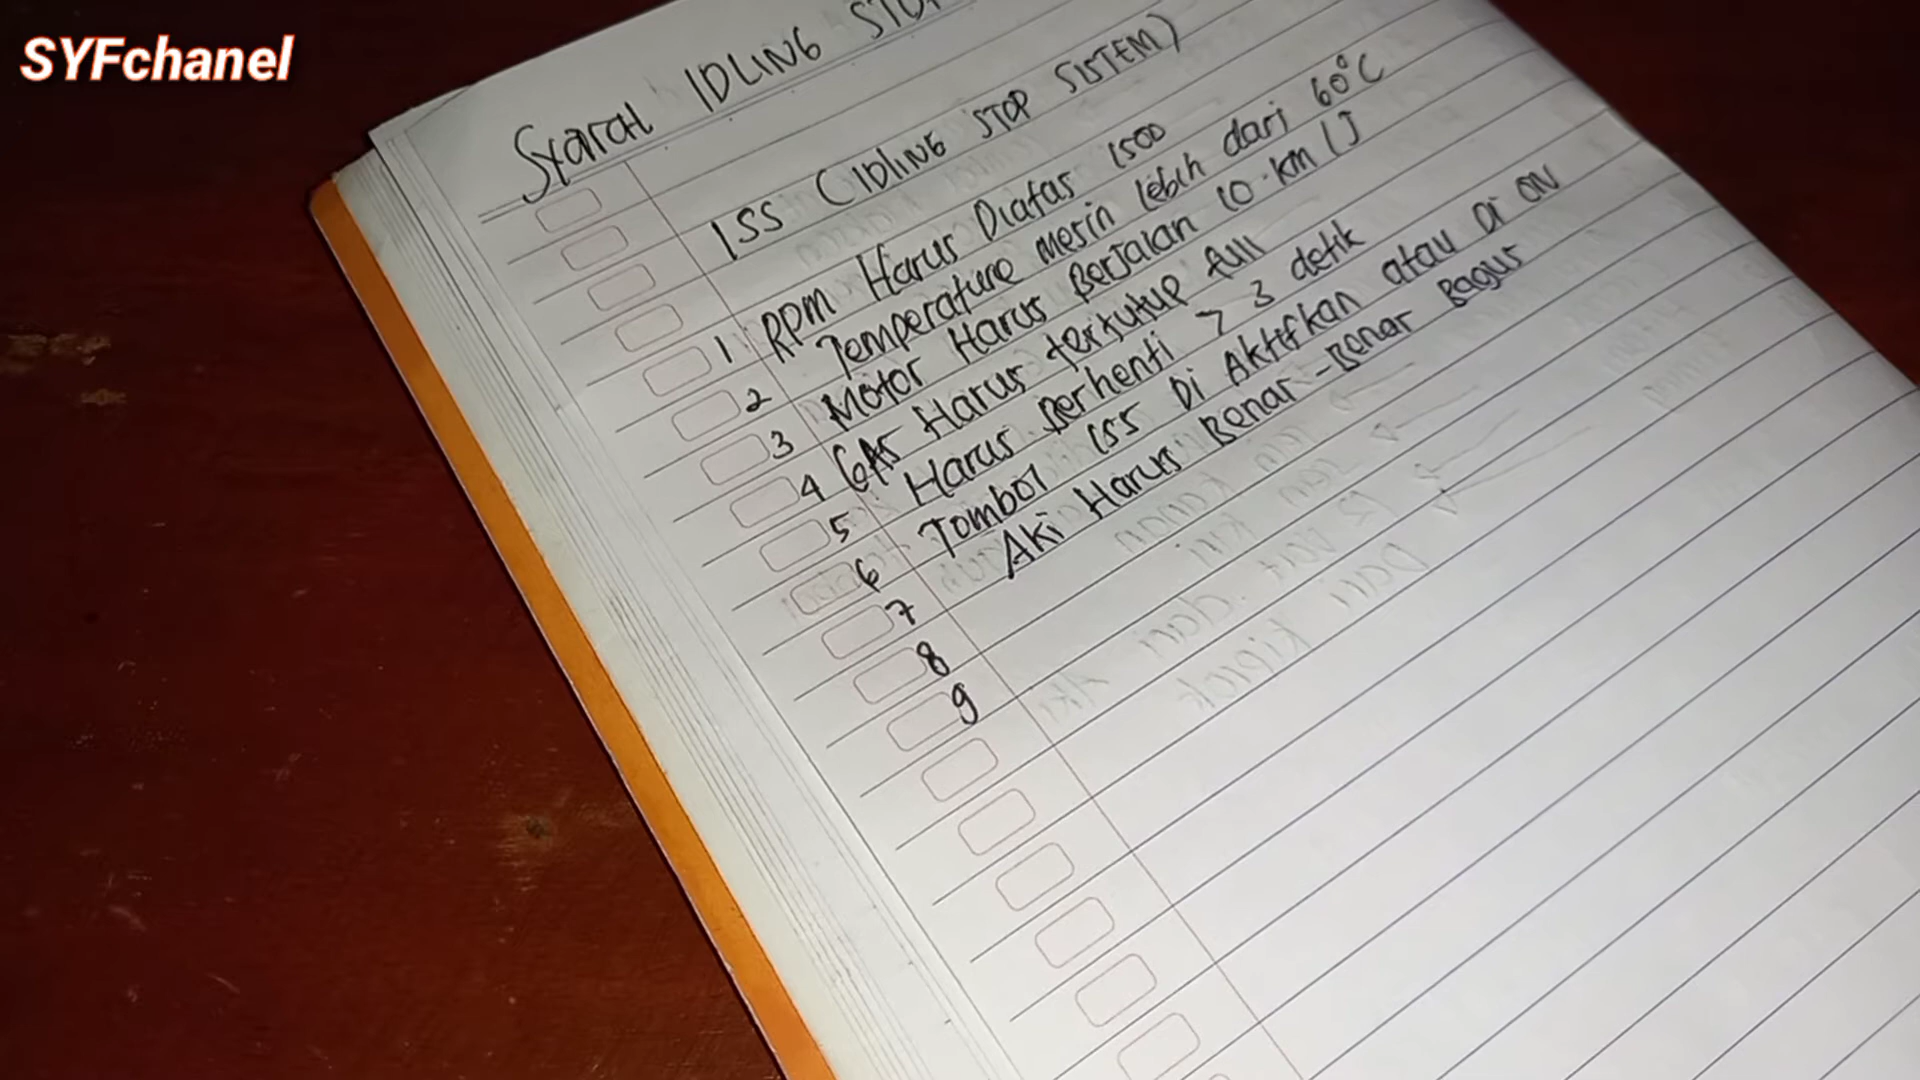 SYFchanel
Syarat IDLING STOP
ISS (IDLING STOP SISTEM)
1. RPM Harus Diatas 1500
2 Temperature mesin lebih dari 60°C
3 Motor Harus Berjalan 10 km / J
4 GAS Harus tertutup full
5 Harus Berhenti > 3 detik
6 Tombol ISS Di Aktifkan atau Di ON
7 Aki Harus Benar-Benar Bagus
8
9